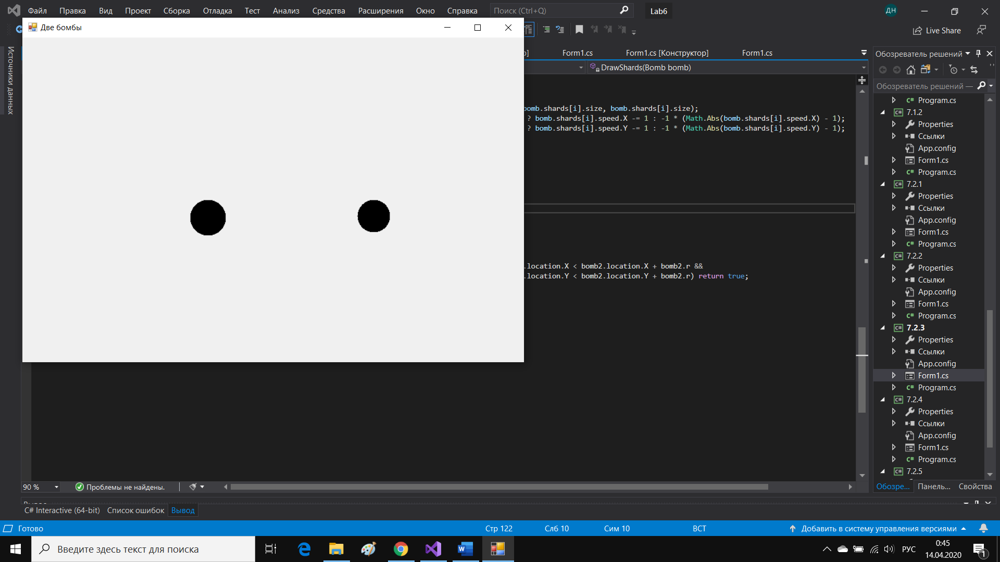 Файл Правка Вид Проект Сборка Отладка Тест Анализ Средства Расширения Окно Справка Поиск (Ctrl+Q) Lab6 ДН
Две бомбы
Live Share
Источники данных
Form1.cs Form1.cs [Конструктор] Form1.cs
DrawShards(Bomb bomb)
bomb.shards[i].size, bomb.shards[i].size);
? bomb.shards[i].speed.X -= 1 : -1 * (Math.Abs(bomb.shards[i].speed.X) - 1);
? bomb.shards[i].speed.Y -= 1 : -1 * (Math.Abs(bomb.shards[i].speed.Y) - 1);
.location.X < bomb2.location.X + bomb2.r &&
.location.Y < bomb2.location.Y + bomb2.r) return true;
Обозреватель решений
Обозреватель решений —
C# Program.cs
C# 7.1.2
Properties
Ссылки
App.config
Form1.cs
C# Program.cs
C# 7.2.1
Properties
Ссылки
App.config
Form1.cs
C# Program.cs
C# 7.2.2
Properties
Ссылки
App.config
Form1.cs
C# Program.cs
C# 7.2.3
Properties
Ссылки
App.config
Form1.cs
C# Program.cs
C# 7.2.4
Properties
Ссылки
App.config
Form1.cs
C# Program.cs
C# 7.2.5
Обозре... Панель... Свойства
90 % Проблемы не найдены.
C# Interactive (64-bit) Список ошибок Вывод
Готово Стр 122 Слб 10 Сим 10 ВСТ Добавить в систему управления версиями
Введите здесь текст для поиска
РУС
0:45
14.04.2020
1